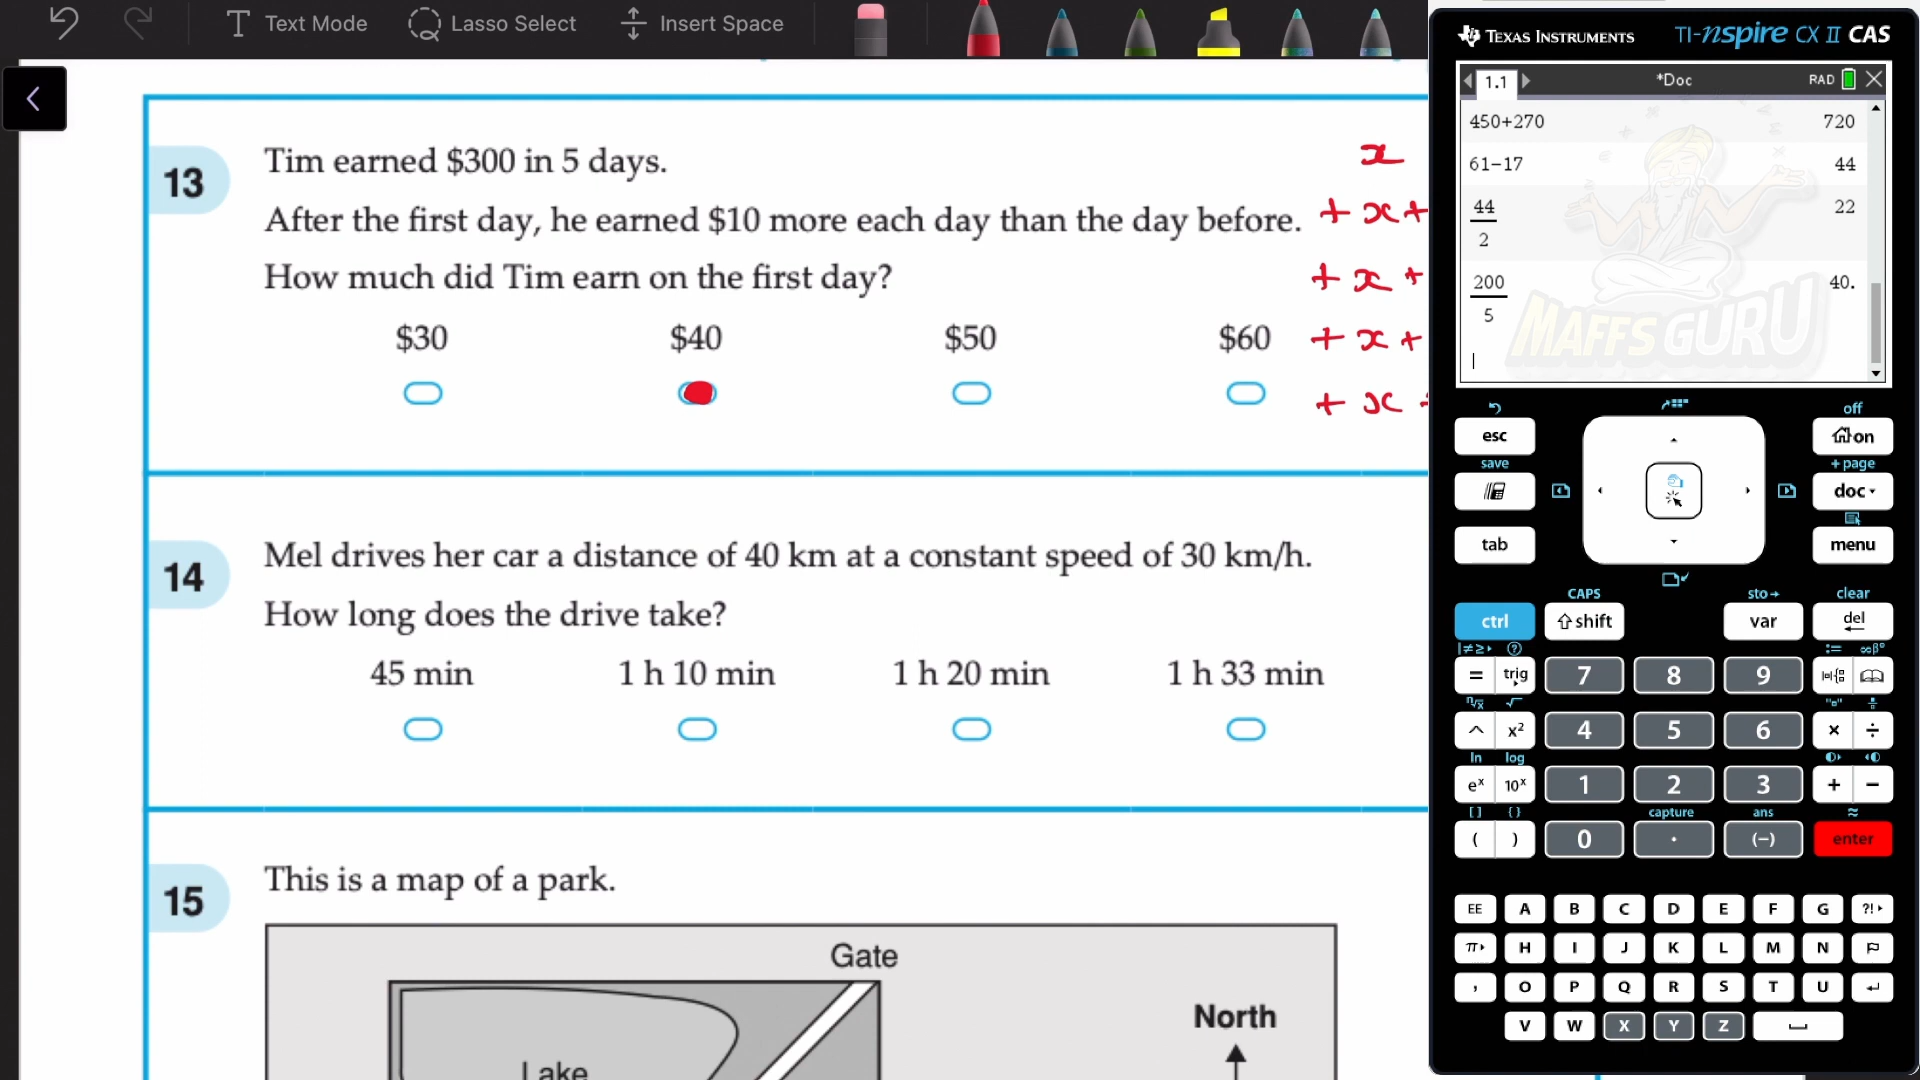 Text Mode
Lasso Select
Insert Space
13
Tim earned $300 in 5 days.
After the first day, he earned $10 more each day than the day before.
How much did Tim earn on the first day?
$30 $40 $50 $60
x
+ x +
+ x +
+ x +
+ x +
14
Mel drives her car a distance of 40 km at a constant speed of 30 km/h.
How long does the drive take?
45 min 1 h 10 min 1 h 20 min 1 h 33 min
15
This is a map of a park.
Gate
Lake
North
TEXAS INSTRUMENTS TI-nspire CX II CAS
1.1 *Doc RAD
450+270 720
61−17 44
44
2
22
200
5
40.
MAFFSGURU
off
esc on
save + page
doc
tab menu
CAPS sto→ clear
ctrl shift var del
|≠≥▸ ? := ∞β°
= trig 7 8 9
ⁿ√x √ "▫"
^ x² 4 5 6 × ÷
ln log
eˣ 10ˣ 1 2 3 + −
[ ] { } capture ans ≈
( ) 0 . (−) enter
EE A B C D E F G ?!▸
π▸ H I J K L M N
, O P Q R S T U ↵
V W X Y Z